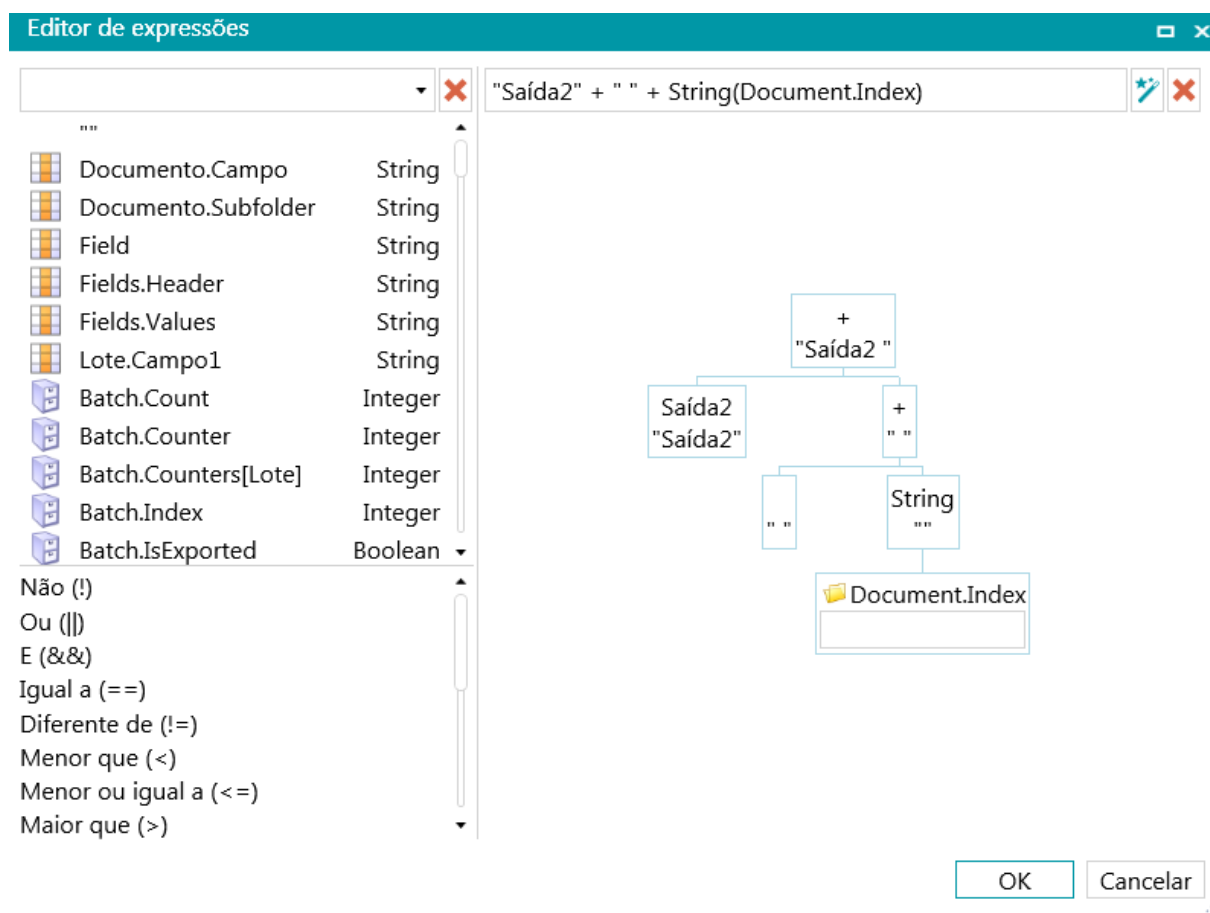 Editor de expressões
"Saída2" + " " + String(Document.Index)
""
Documento.Campo String
Documento.Subfolder String
Field String
Fields.Header String
Fields.Values String
Lote.Campo1 String
Batch.Count Integer
Batch.Counter Integer
Batch.Counters[Lote] Integer
Batch.Index Integer
Batch.IsExported Boolean
Não (!)
Ou (||)
E (&&)
Igual a (==)
Diferente de (!=)
Menor que (<)
Menor ou igual a (<=)
Maior que (>)
+
"Saída2 "
Saída2
"Saída2"
+
" "
" "
String
""
Document.Index
OK
Cancelar